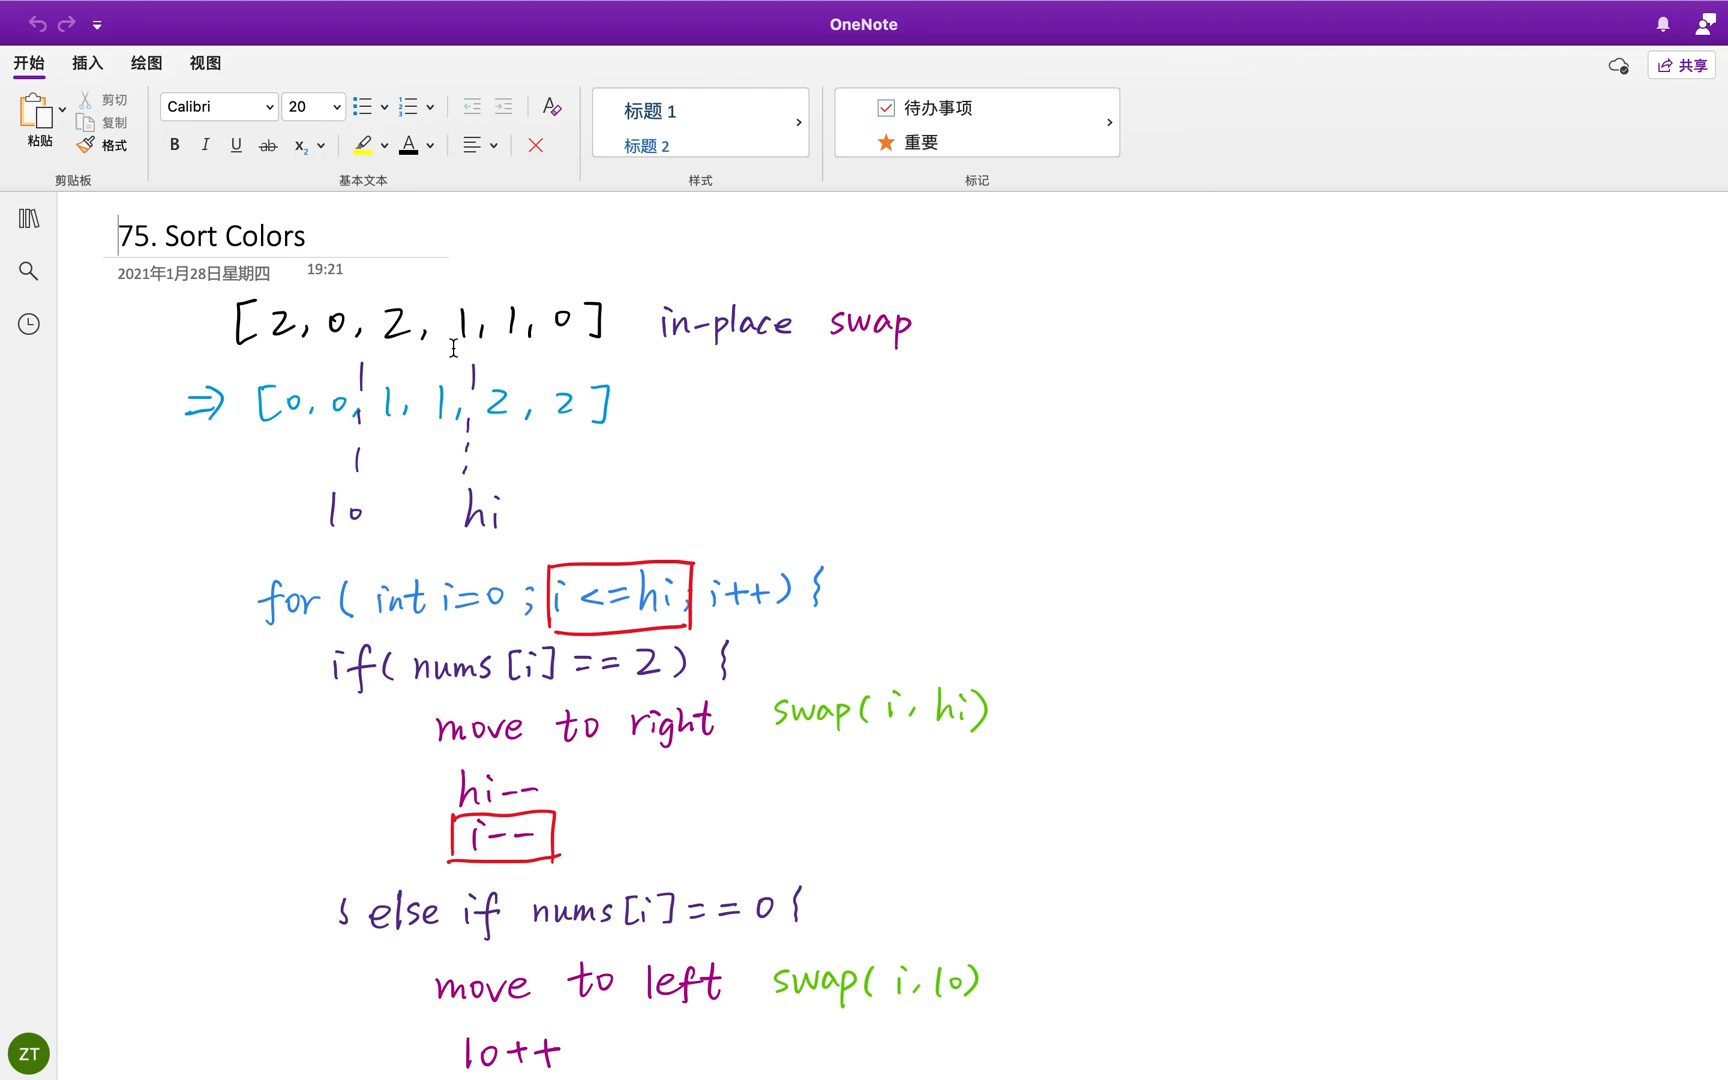 OneNote
开始 插入 绘图 视图
共享
粘贴
剪切
复制
格式
剪贴板
Calibri 20
B I U ab x₂ A
基本文本
标题 1
标题 2
样式
待办事项
重要
标记
75. Sort Colors
2021年1月28日星期四 19:21
[2, 0, 2, 1, 1, 0] in-place swap
⇒ [0, 0, 1, 1, 2, 2]
lo hi
for ( int i=0 ; i <= hi; i++) {
if( nums [i] == 2 ) {
move to right swap( i, hi)
hi--
i--
} else if nums [i] == 0 {
move to left swap( i, lo)
lo++
ZT